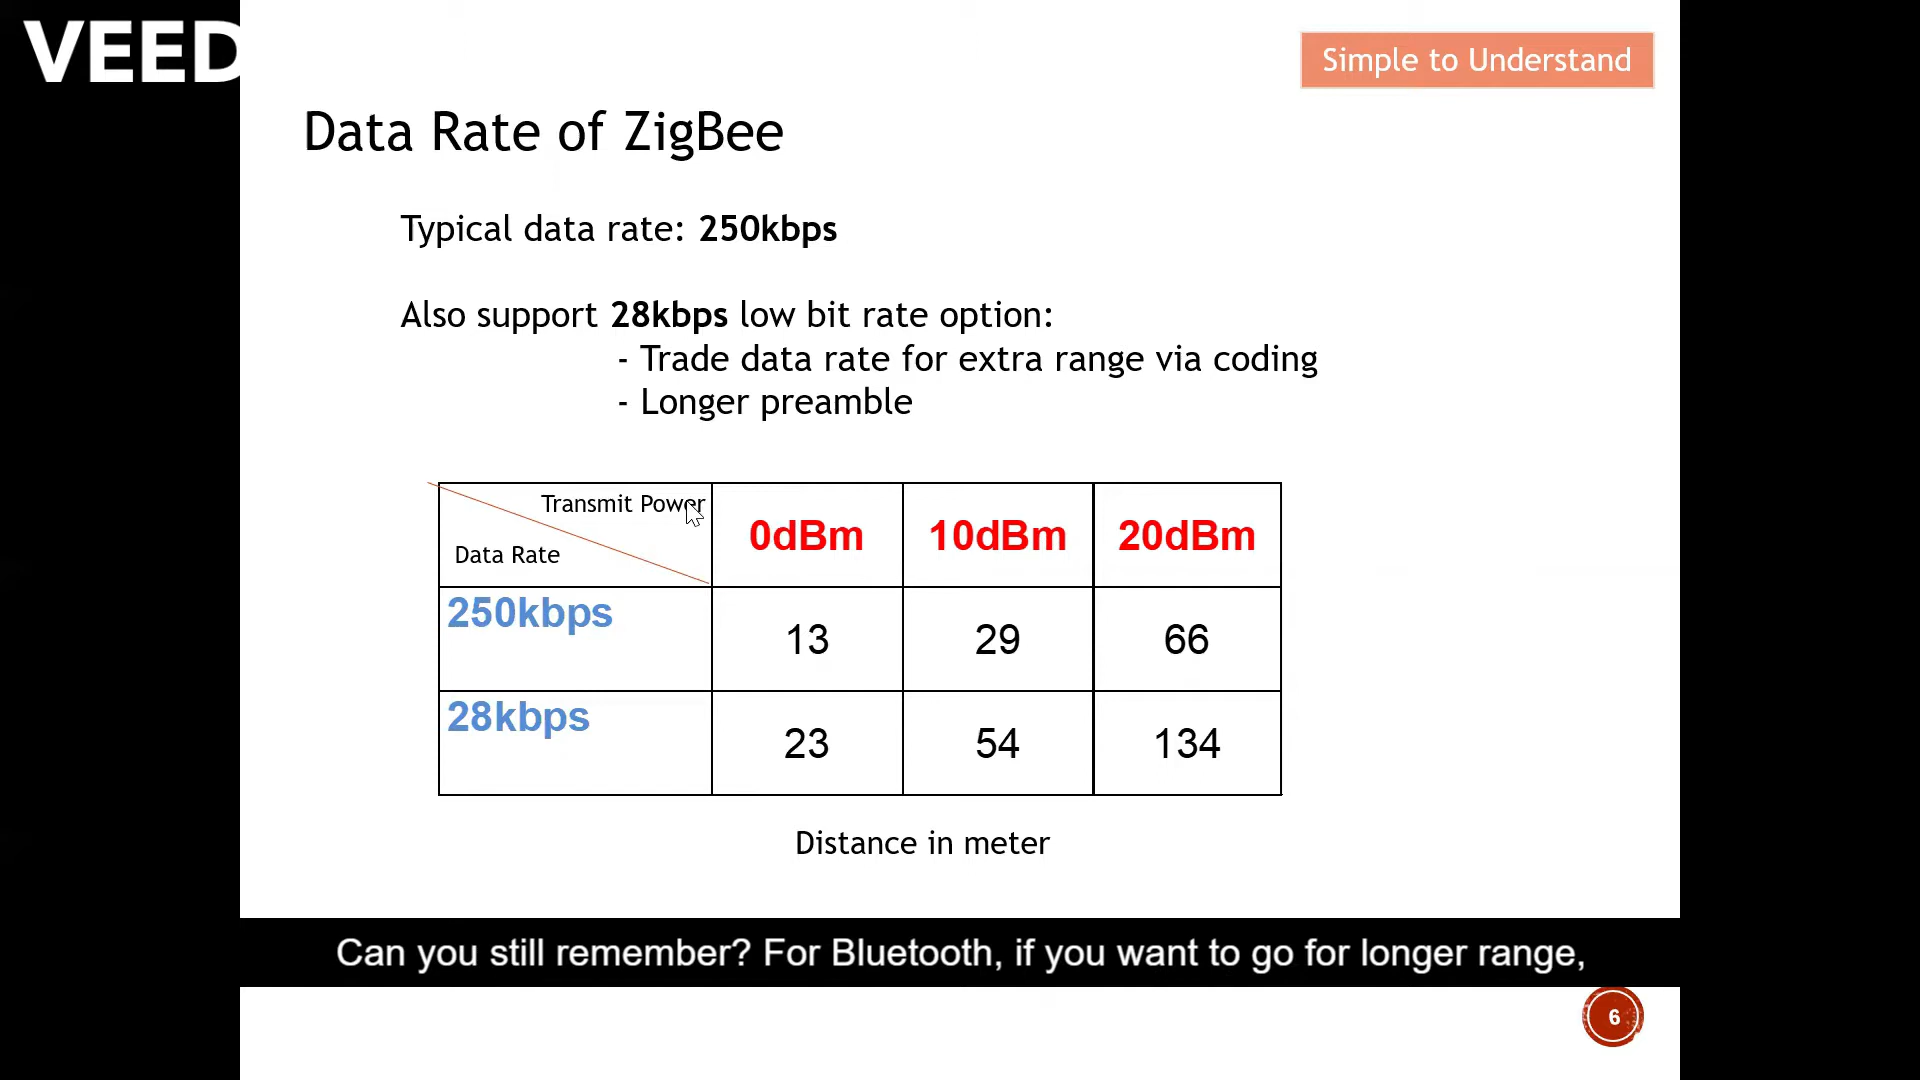 VEED
Simple to Understand
Data Rate of ZigBee
Typical data rate: 250kbps
Also support 28kbps low bit rate option:
- Trade data rate for extra range via coding
- Longer preamble
Transmit Power
Data Rate
0dBm 10dBm 20dBm
250kbps 13 29 66
28kbps 23 54 134
Distance in meter
Can you still remember? For Bluetooth, if you want to go for longer range,
6